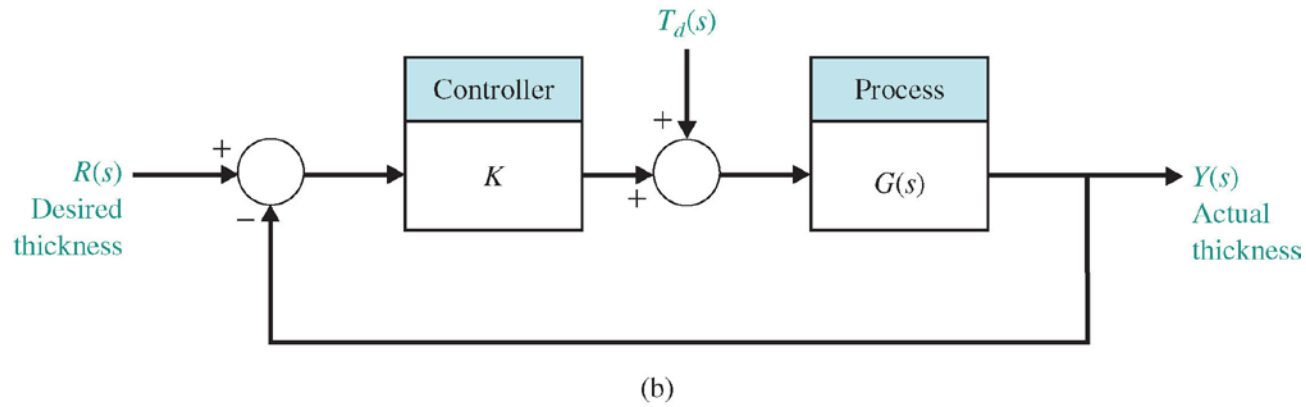 T_d(s)
Controller
Process
+
+
R(s)
K
G(s)
Y(s)
+
Desired
−
Actual
thickness
thickness
(b)